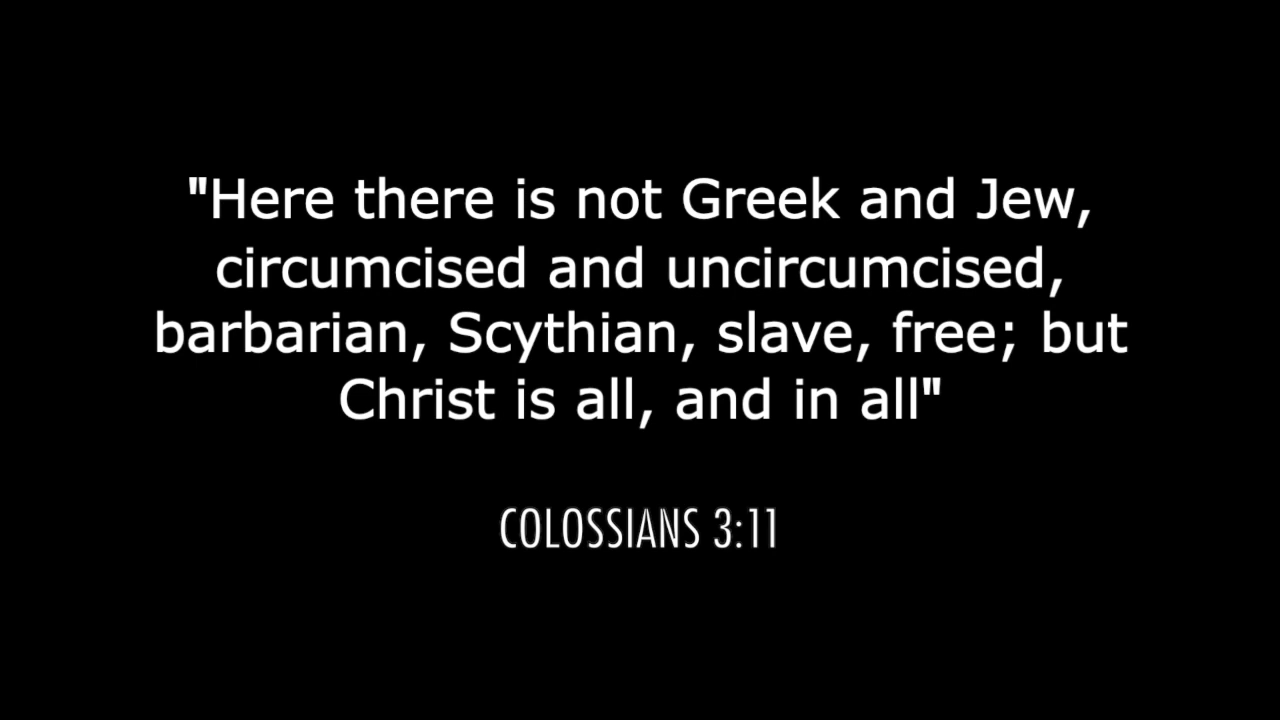 "Here there is not Greek and Jew,
circumcised and uncircumcised,
barbarian, Scythian, slave, free; but
Christ is all, and in all"
COLOSSIANS 3:11